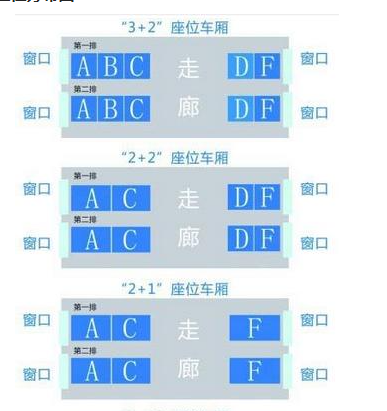 “3+2”座位车厢
第一排
窗口 A B C 走 D F 窗口
第二排
窗口 A B C 廊 D F 窗口
“2+2”座位车厢
第一排
窗口 A C 走 D F 窗口
第二排
窗口 A C 廊 D F 窗口
“2+1”座位车厢
第一排
窗口 A C 走 F 窗口
第二排
窗口 A C 廊 F 窗口